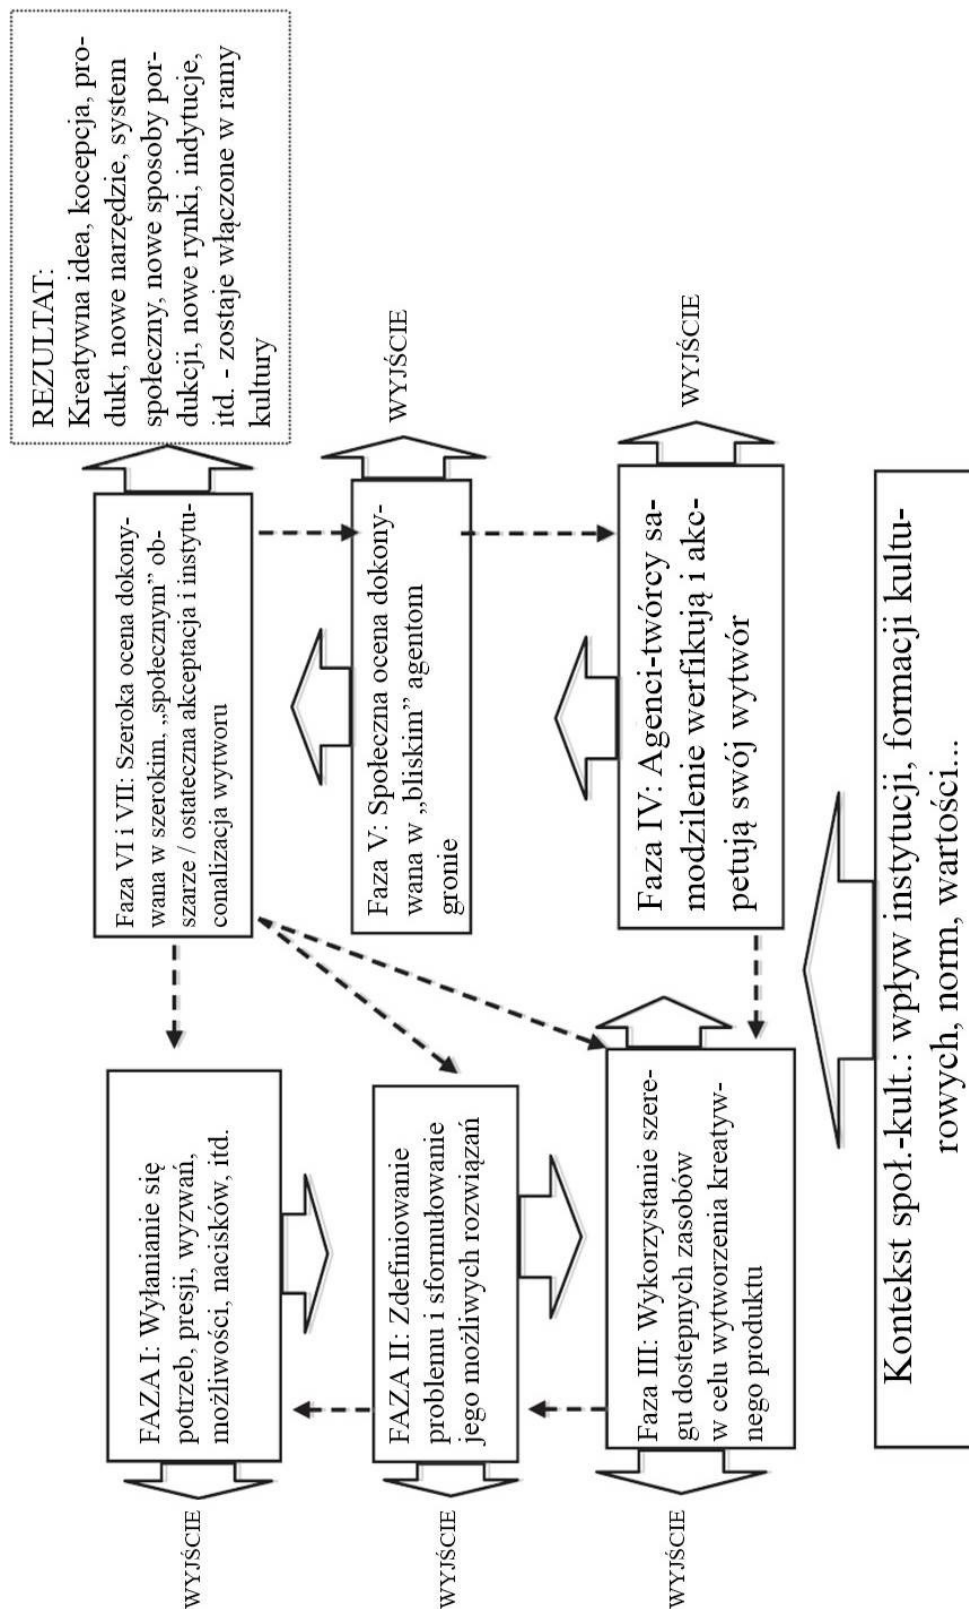 FAZA I: Wyłanianie się
potrzeb, presji, wyzwań,
możliwości, nacisków, itd.
WYJŚCIE
FAZA II: Zdefiniowanie
problemu i sformułowanie
jego możliwych rozwiązań
WYJŚCIE
Faza III: Wykorzystanie szere-
gu dostepnych zasobów
w celu wytworzenia kreatyw-
nego produktu
WYJŚCIE
Faza VI i VII: Szeroka ocena dokony-
wana w szerokim, „społecznym” ob-
szarze / ostateczna akceptacja i instytu-
conalizacja wytworu
REZULTAT:
Kreatywna idea, kocepcja, pro-
dukt, nowe narzędzie, system
społeczny, nowe sposoby por-
dukcji, nowe rynki, indytucje,
itd. - zostaje włączone w ramy
kultury
Faza V: Społeczna ocena dokony-
wana w „bliskim” agentom
gronie
WYJŚCIE
Faza IV: Agenci-twórcy sa-
modzilenie werfikują i akc-
petują swój wytwór
WYJŚCIE
Kontekst społ.-kult.: wpływ instytucji, formacji kultu-
rowych, norm, wartości...